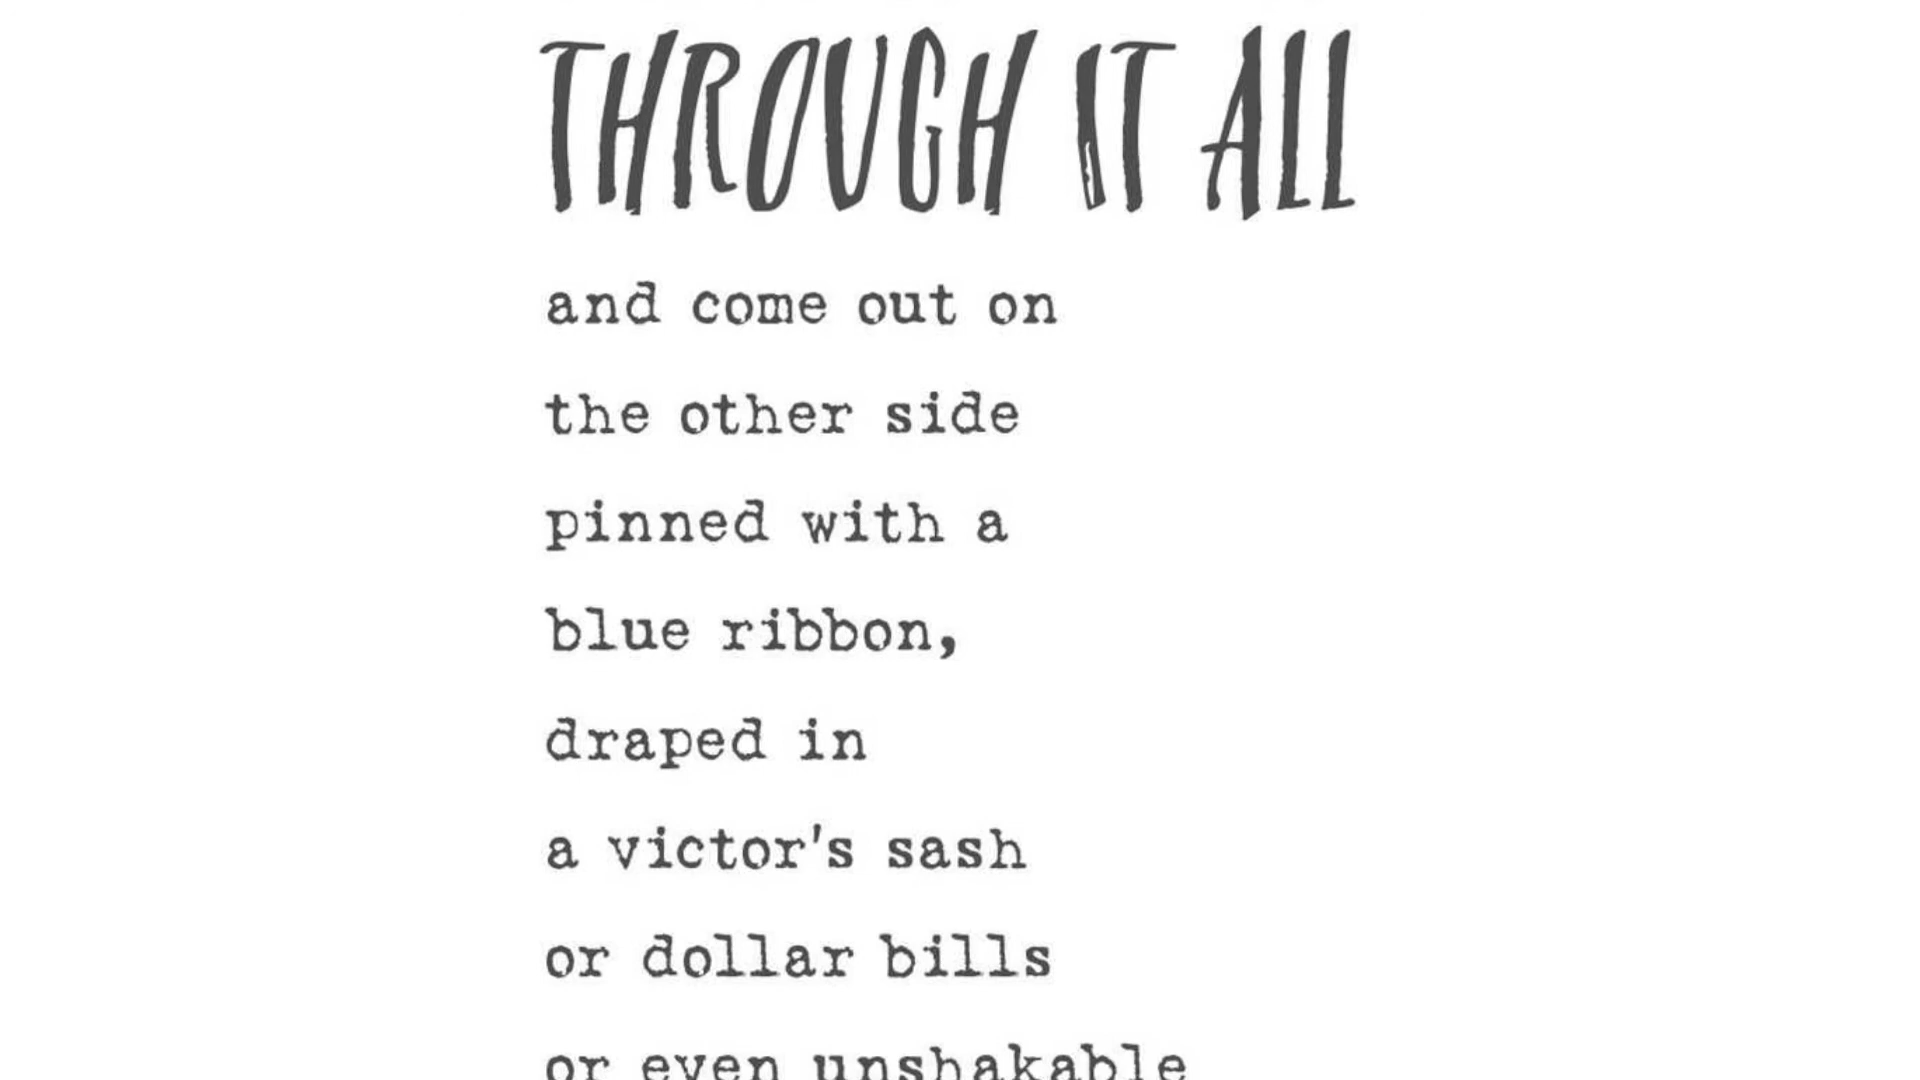 THROUGH IT ALL
and come out on
the other side
pinned with a
blue ribbon,
draped in
a victor's sash
or dollar bills
or even unshakable